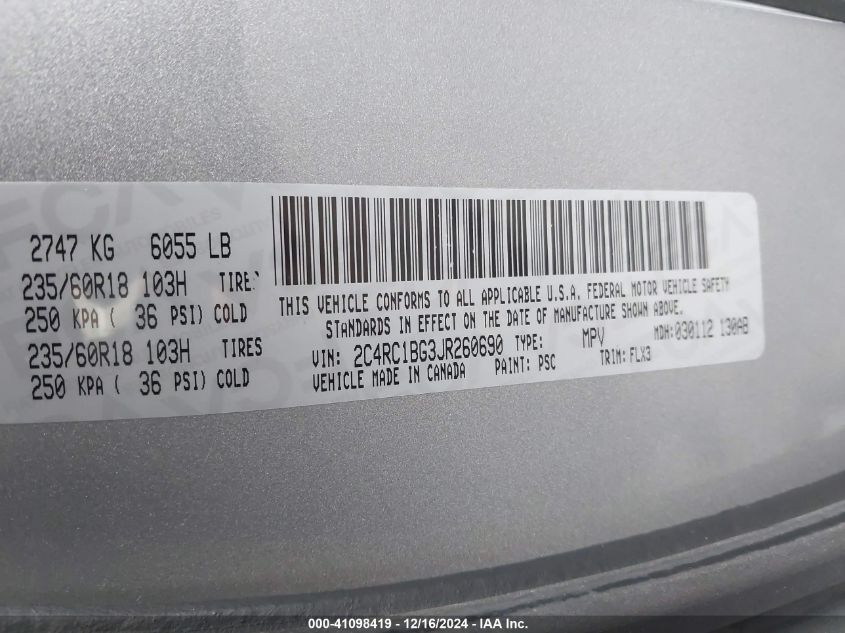 2747 KG 6055 LB
235/60R18 103H TIRE
250 KPA ( 36 PSI) COLD
235/60R18 103H TIRES
250 KPA ( 36 PSI) COLD
THIS VEHICLE CONFORMS TO ALL APPLICABLE U.S.A. FEDERAL MOTOR VEHICLE SAFETY
STANDARDS IN EFFECT ON THE DATE OF MANUFACTURE SHOWN ABOVE.
VIN: 2C4RC1BG3JR260690 TYPE: MPV MDH:030112 130AB
VEHICLE MADE IN CANADA PAINT: PSC TRIM: FLX3
000-41098419 - 12/16/2024 - IAA Inc.